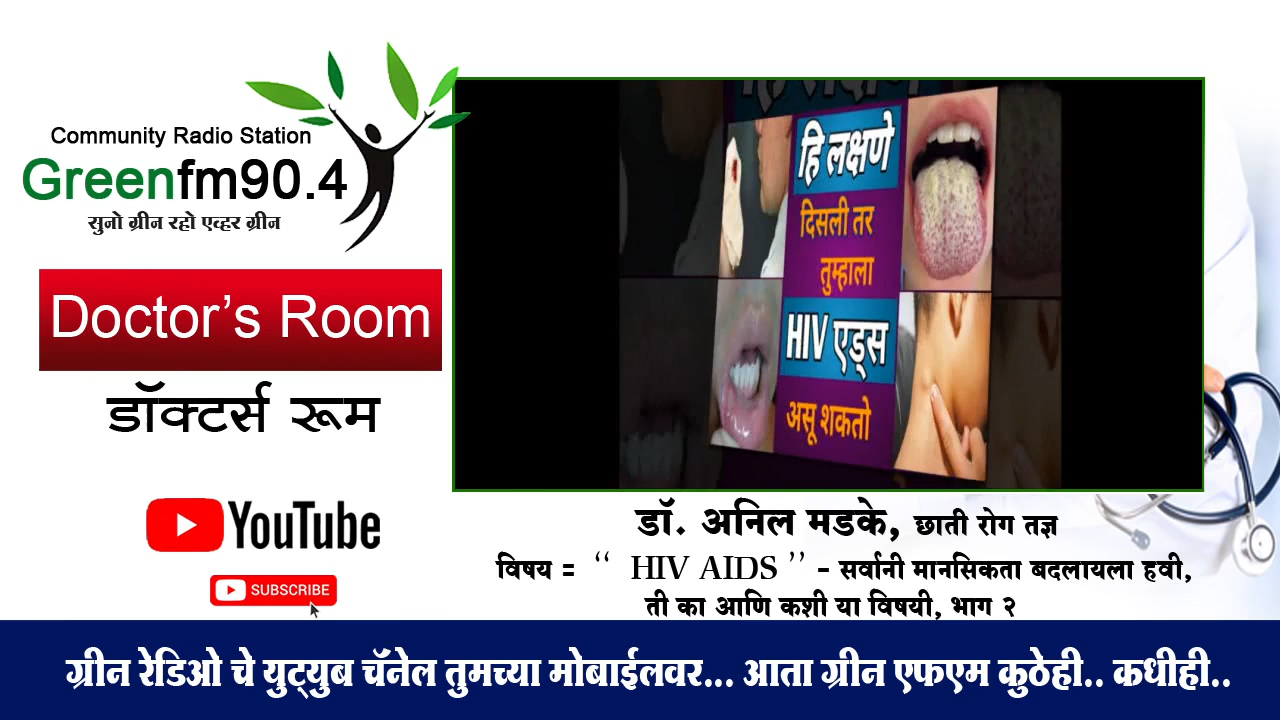 Community Radio Station
Greenfm90.4
सुनो ग्रीन रहो एव्हर ग्रीन
Doctor's Room
डॉक्टर्स रूम
YouTube
SUBSCRIBE
हि लक्षणे
हि लक्षणे
दिसली तर
तुम्हाला
HIV एड्स
असू शकतो
डॉ. अनिल मडके, छाती रोग तज्ञ
विषय = “ HIV AIDS ” - सर्वानी मानसिकता बदलायला हवी,
ती का आणि कशी या विषयी, भाग २
ग्रीन रेडिओ चे युट्युब चॅनेल तुमच्या मोबाईलवर... आता ग्रीन एफएम कुठेही.. कधीही..